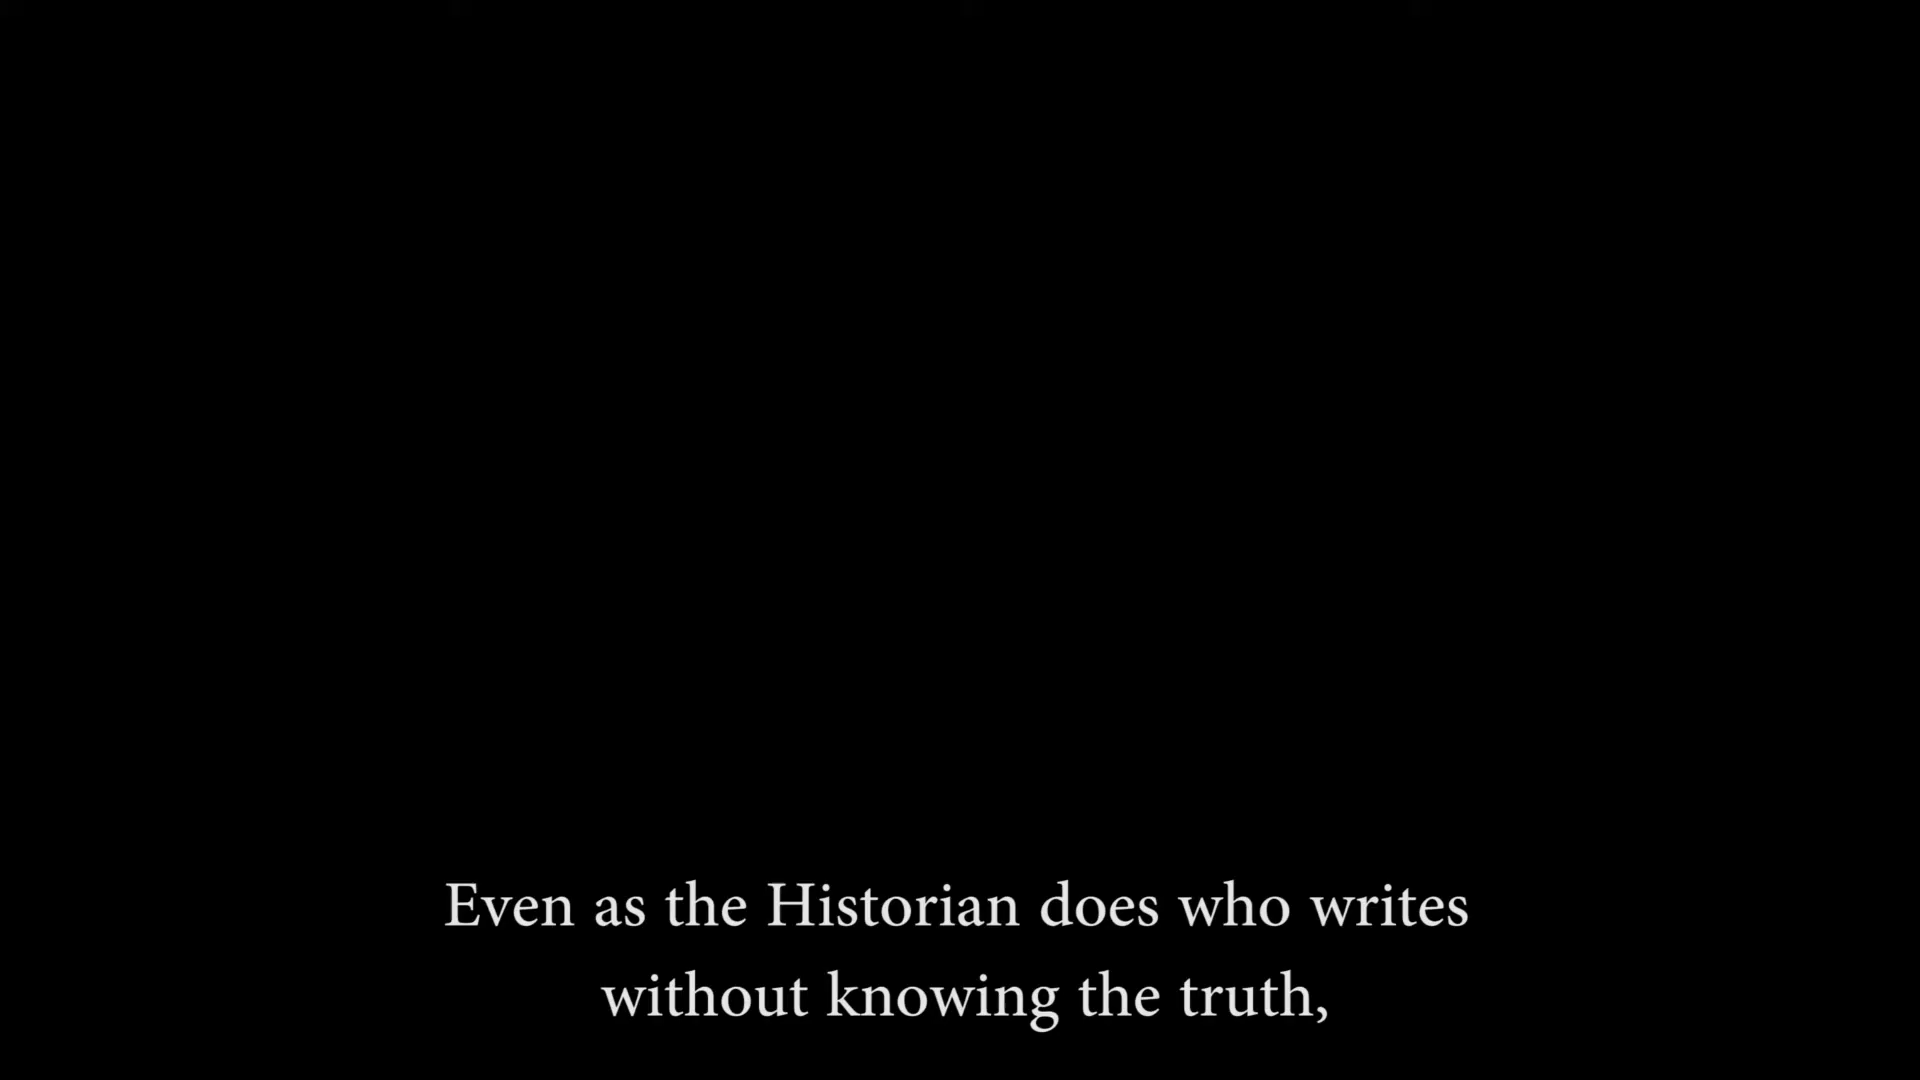 Even as the Historian does who writes
without knowing the truth,